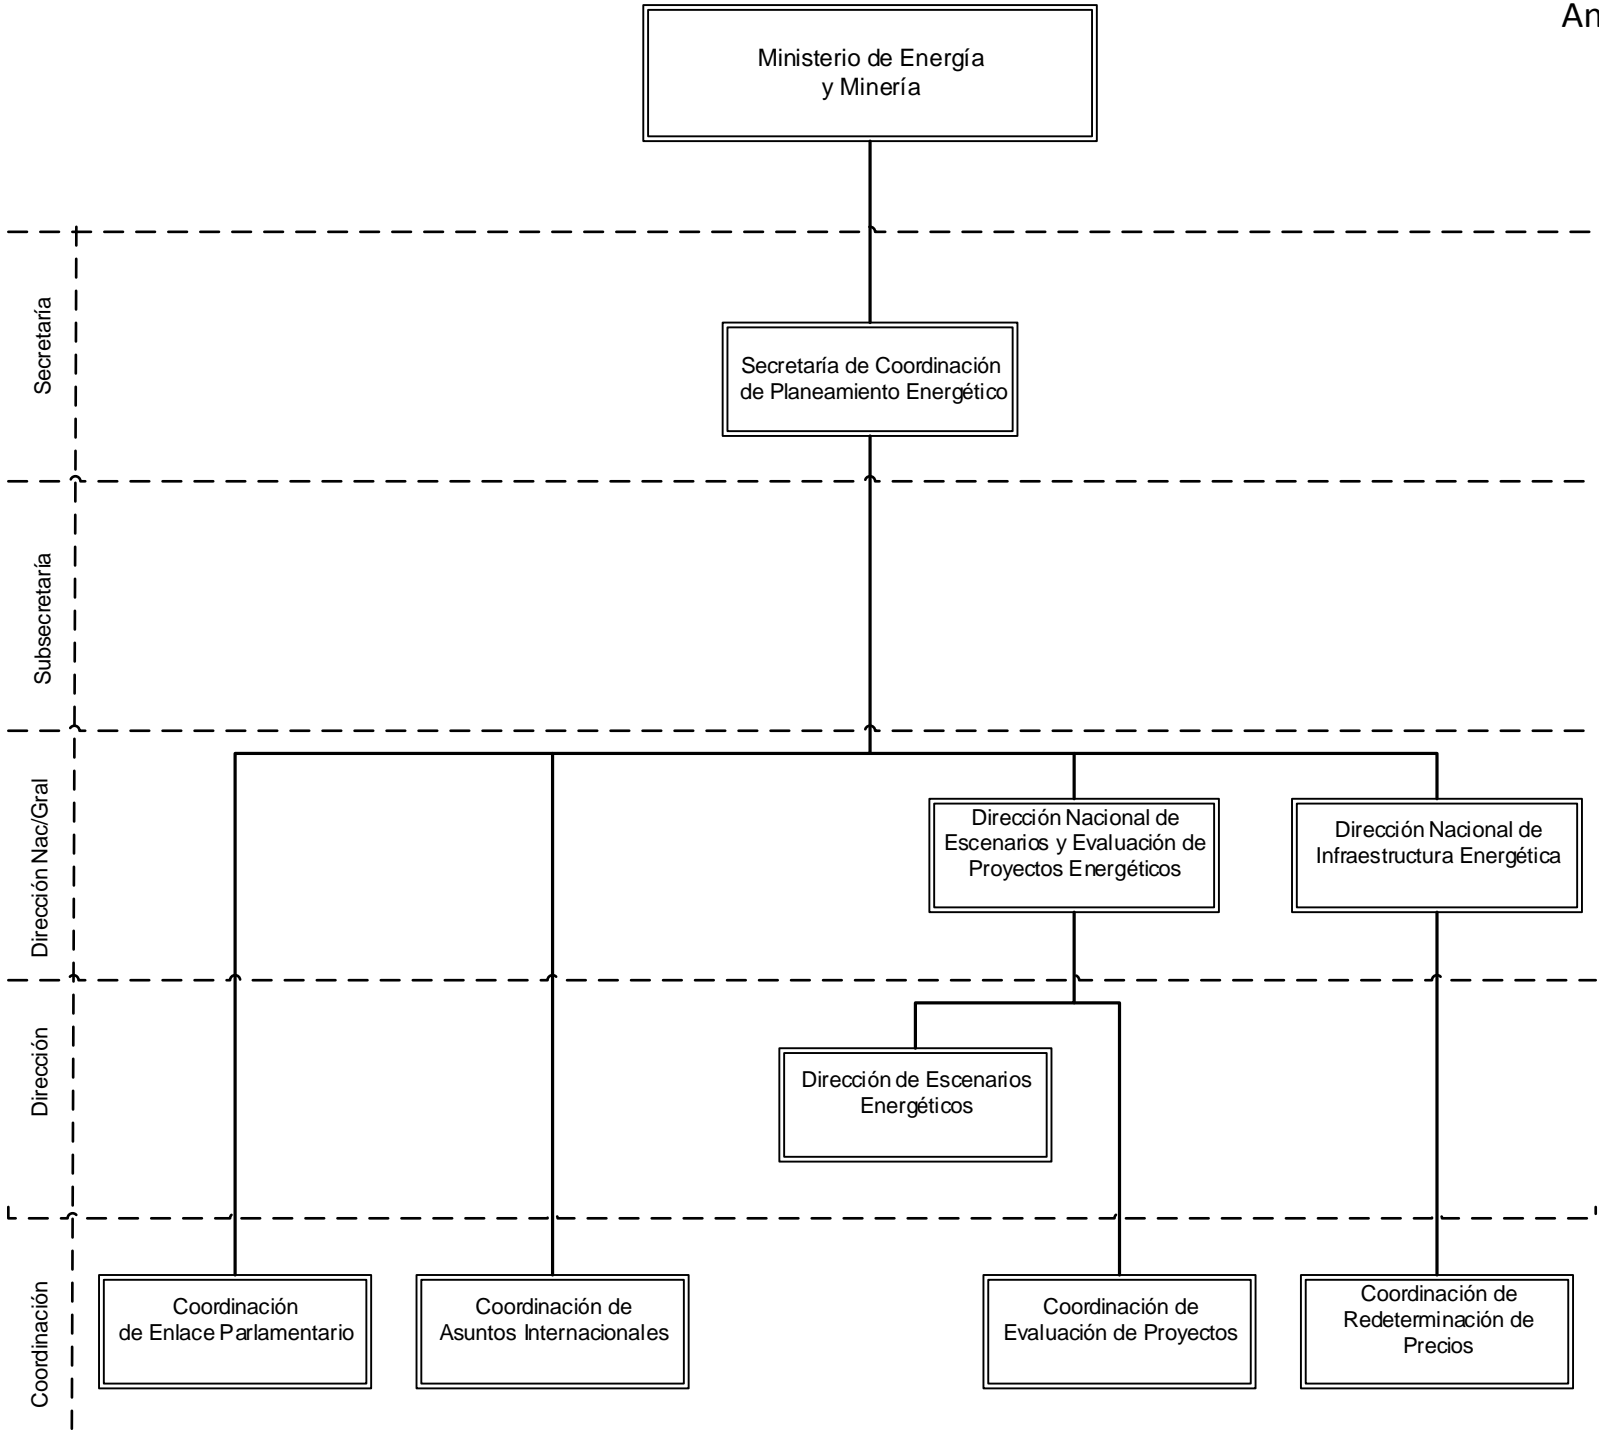 An
Ministerio de Energía
y Minería
Secretaría
Secretaría de Coordinación
de Planeamiento Energético
Subsecretaría
Dirección Nac/Gral
Dirección Nacional de
Escenarios y Evaluación de
Proyectos Energéticos
Dirección Nacional de
Infraestructura Energética
Dirección
Dirección de Escenarios
Energéticos
Coordinación
Coordinación
de Enlace Parlamentario
Coordinación de
Asuntos Internacionales
Coordinación de
Evaluación de Proyectos
Coordinación de
Redeterminación de
Precios